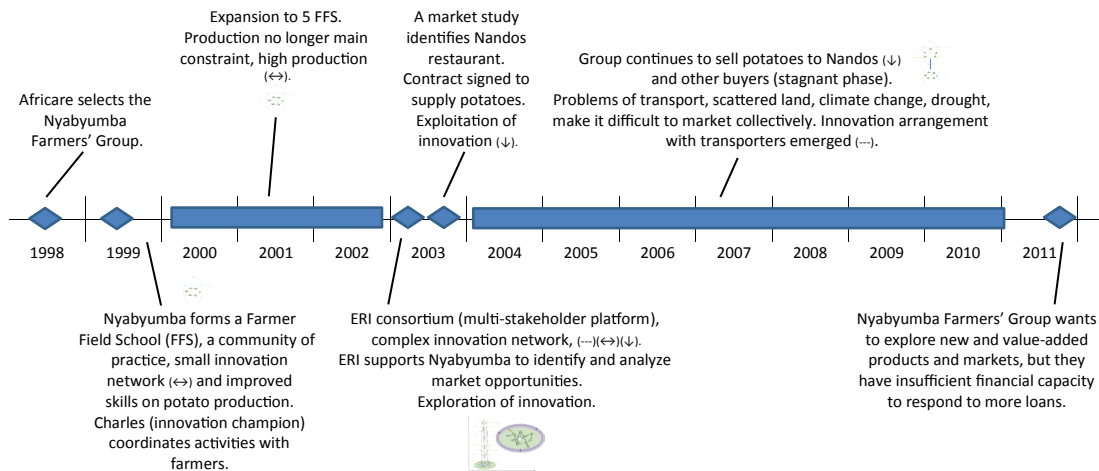 Expansion to 5 FFS.
Production no longer main
constraint, high production
(↔).
A market study
identifies Nandos
restaurant.
Contract signed to
supply potatoes.
Exploitation of
innovation (↓).
Group continues to sell potatoes to Nandos (↓)
and other buyers (stagnant phase).
Problems of transport, scattered land, climate change, drought,
make it difficult to market collectively. Innovation arrangement
with transporters emerged (---).
Africare selects the
Nyabyumba
Farmers’ Group.
1998 1999 2000 2001 2002 2003 2004 2005 2006 2007 2008 2009 2010 2011
Nyabyumba forms a Farmer
Field School (FFS), a community of
practice, small innovation
network (↔) and improved
skills on potato production.
Charles (innovation champion)
coordinates activities with
farmers.
ERI consortium (multi-stakeholder platform),
complex innovation network, (---)(↔)(↓).
ERI supports Nyabyumba to identify and analyze
market opportunities.
Exploration of innovation.
Nyabyumba Farmers’ Group wants
to explore new and value-added
products and markets, but they
have insufficient financial capacity
to respond to more loans.